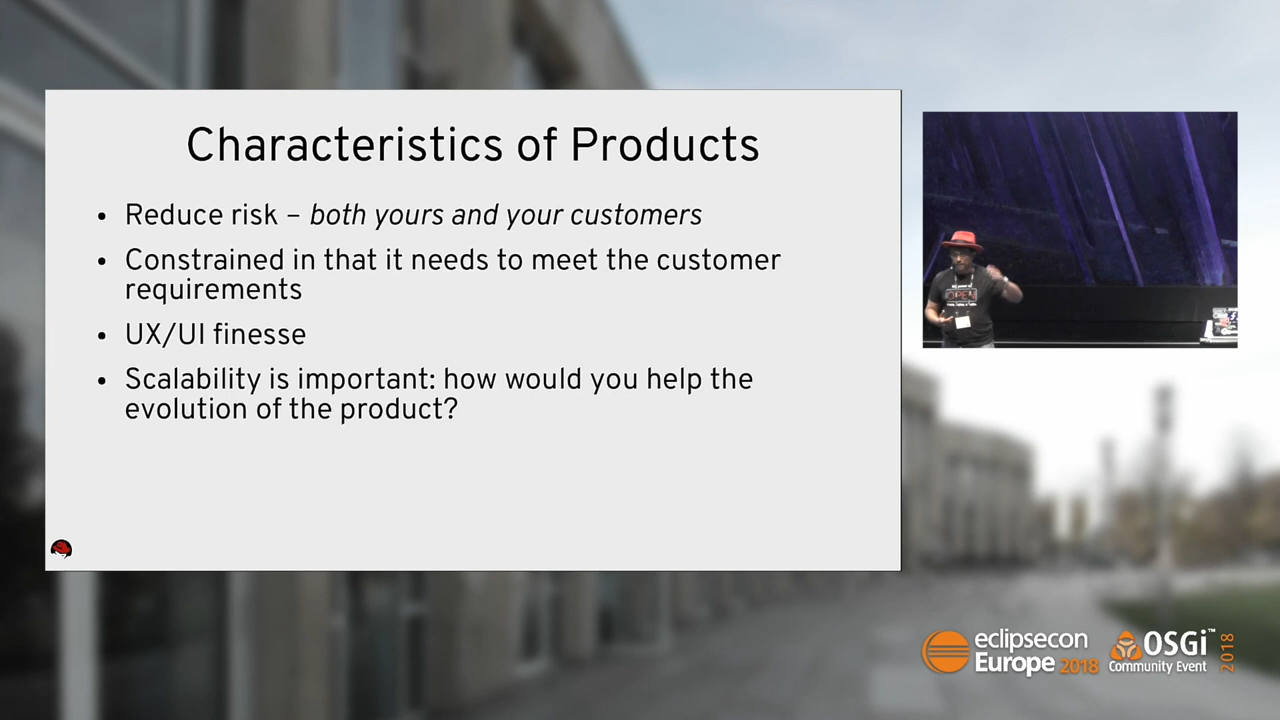 Characteristics of Products
• Reduce risk – both yours and your customers
• Constrained in that it needs to meet the customer
requirements
• UX/UI finesse
• Scalability is important: how would you help the
evolution of the product?
OPEN
eclipsecon
Europe 2018
OSGi™
Community Event
2018